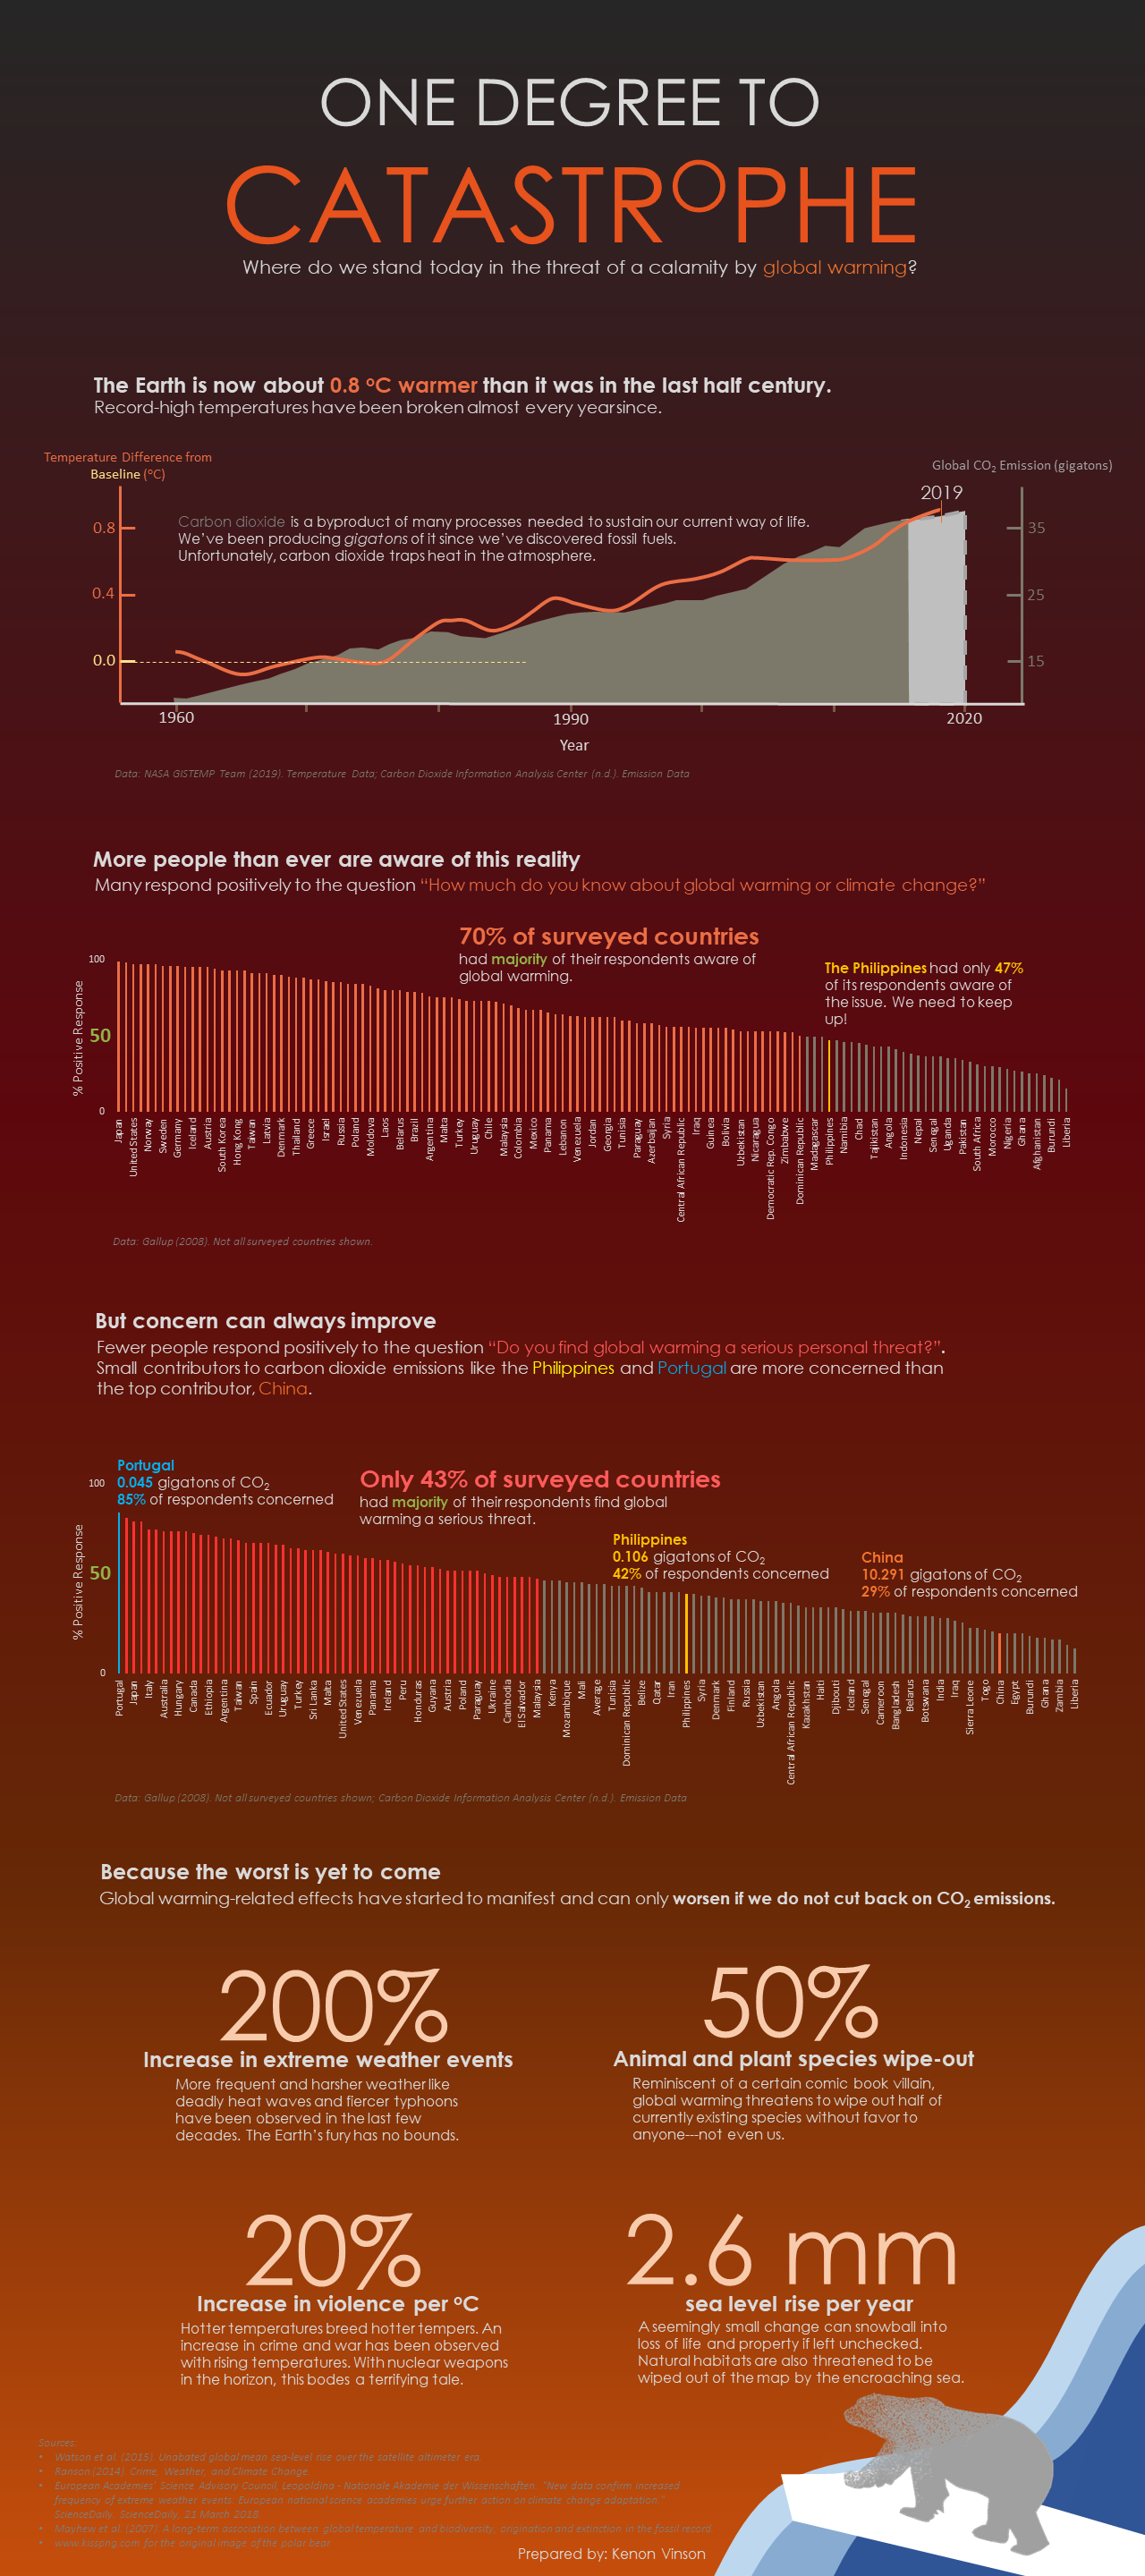 ONE DEGREE TO
CATASTROPHE
Where do we stand today in the threat of a calamity by global warming?
The Earth is now about 0.8 °C warmer than it was in the last half century.
Record-high temperatures have been broken almost every year since.
Temperature Difference from
Baseline (°C)
Global CO₂ Emission (gigatons)
2019
Carbon dioxide is a byproduct of many processes needed to sustain our current way of life.
We've been producing gigatons of it since we've discovered fossil fuels.
Unfortunately, carbon dioxide traps heat in the atmosphere.
0.8
0.4
0.0
35
25
15
1960
1990
2020
Year
Data: NASA GISTEMP Team (2019). Temperature Data; Carbon Dioxide Information Analysis Center (n.d.). Emission Data
More people than ever are aware of this reality
Many respond positively to the question “How much do you know about global warming or climate change?”
70% of surveyed countries
had majority of their respondents aware of
global warming.
The Philippines had only 47%
of its respondents aware of
the issue. We need to keep
up!
% Positive Response
100
50
0
Japan
United States
Norway
Sweden
Germany
Iceland
Austria
South Korea
Hong Kong
Taiwan
Latvia
Denmark
Thailand
Greece
Israel
Russia
Poland
Moldova
Laos
Belarus
Brazil
Argentina
Malta
Turkey
Uruguay
Chile
Malaysia
Colombia
Mexico
Panama
Lebanon
Venezuela
Jordan
Georgia
Tunisia
Paraguay
Azerbaijan
Syria
Central African Republic
Iraq
Guinea
Bolivia
Uzbekistan
Nicaragua
Democratic Rep. Congo
Zimbabwe
Dominican Republic
Madagascar
Philippines
Namibia
Chad
Tajikistan
Angola
Indonesia
Nepal
Senegal
Uganda
Pakistan
South Africa
Morocco
Nigeria
Ghana
Afghanistan
Burundi
Liberia
Data: Gallup (2008). Not all surveyed countries shown.
But concern can always improve
Fewer people respond positively to the question “Do you find global warming a serious personal threat?”.
Small contributors to carbon dioxide emissions like the Philippines and Portugal are more concerned than
the top contributor, China.
Portugal
0.045 gigatons of CO₂
85% of respondents concerned
Only 43% of surveyed countries
had majority of their respondents find global
warming a serious threat.
Philippines
0.106 gigatons of CO₂
42% of respondents concerned
China
10.291 gigatons of CO₂
29% of respondents concerned
% Positive Response
100
50
0
Portugal
Japan
Italy
Australia
Hungary
Canada
Ethiopia
Argentina
Taiwan
Spain
Ecuador
Uruguay
Turkey
Sri Lanka
Malta
United States
Venezuela
Panama
Ireland
Peru
Honduras
Guyana
Austria
Poland
Paraguay
Ukraine
Cambodia
El Salvador
Malaysia
Kenya
Mozambique
Mali
Average
Tunisia
Dominican Republic
Belize
Qatar
Iran
Philippines
Syria
Denmark
Finland
Russia
Uzbekistan
Angola
Central African Republic
Kazakhstan
Haiti
Djibouti
Iceland
Senegal
Cameroon
Bangladesh
Belarus
Botswana
India
Iraq
Sierra Leone
Togo
China
Egypt
Burundi
Ghana
Zambia
Liberia
Data: Gallup (2008). Not all surveyed countries shown; Carbon Dioxide Information Analysis Center (n.d.). Emission Data
Because the worst is yet to come
Global warming-related effects have started to manifest and can only worsen if we do not cut back on CO₂ emissions.
200%
Increase in extreme weather events
More frequent and harsher weather like
deadly heat waves and fiercer typhoons
have been observed in the last few
decades. The Earth's fury has no bounds.
50%
Animal and plant species wipe-out
Reminiscent of a certain comic book villain,
global warming threatens to wipe out half of
currently existing species without favor to
anyone---not even us.
20%
Increase in violence per °C
Hotter temperatures breed hotter tempers. An
increase in crime and war has been observed
with rising temperatures. With nuclear weapons
in the horizon, this bodes a terrifying tale.
2.6 mm
sea level rise per year
A seemingly small change can snowball into
loss of life and property if left unchecked.
Natural habitats are also threatened to be
wiped out of the map by the encroaching sea.
Sources:
• Watson et al. (2015). Unabated global mean sea-level rise over the satellite altimeter era.
• Ranson (2014). Crime, Weather, and Climate Change.
• European Academies' Science Advisory Council, Leopoldina - Nationale Akademie der Wissenschaften. "New data confirm increased
frequency of extreme weather events: European national science academies urge further action on climate change adaptation."
ScienceDaily. ScienceDaily, 21 March 2018.
• Mayhew et al. (2007). A long-term association between global temperature and biodiversity, origination and extinction in the fossil record
• www.kisspng.com for the original image of the polar bear
Prepared by: Kenon Vinson